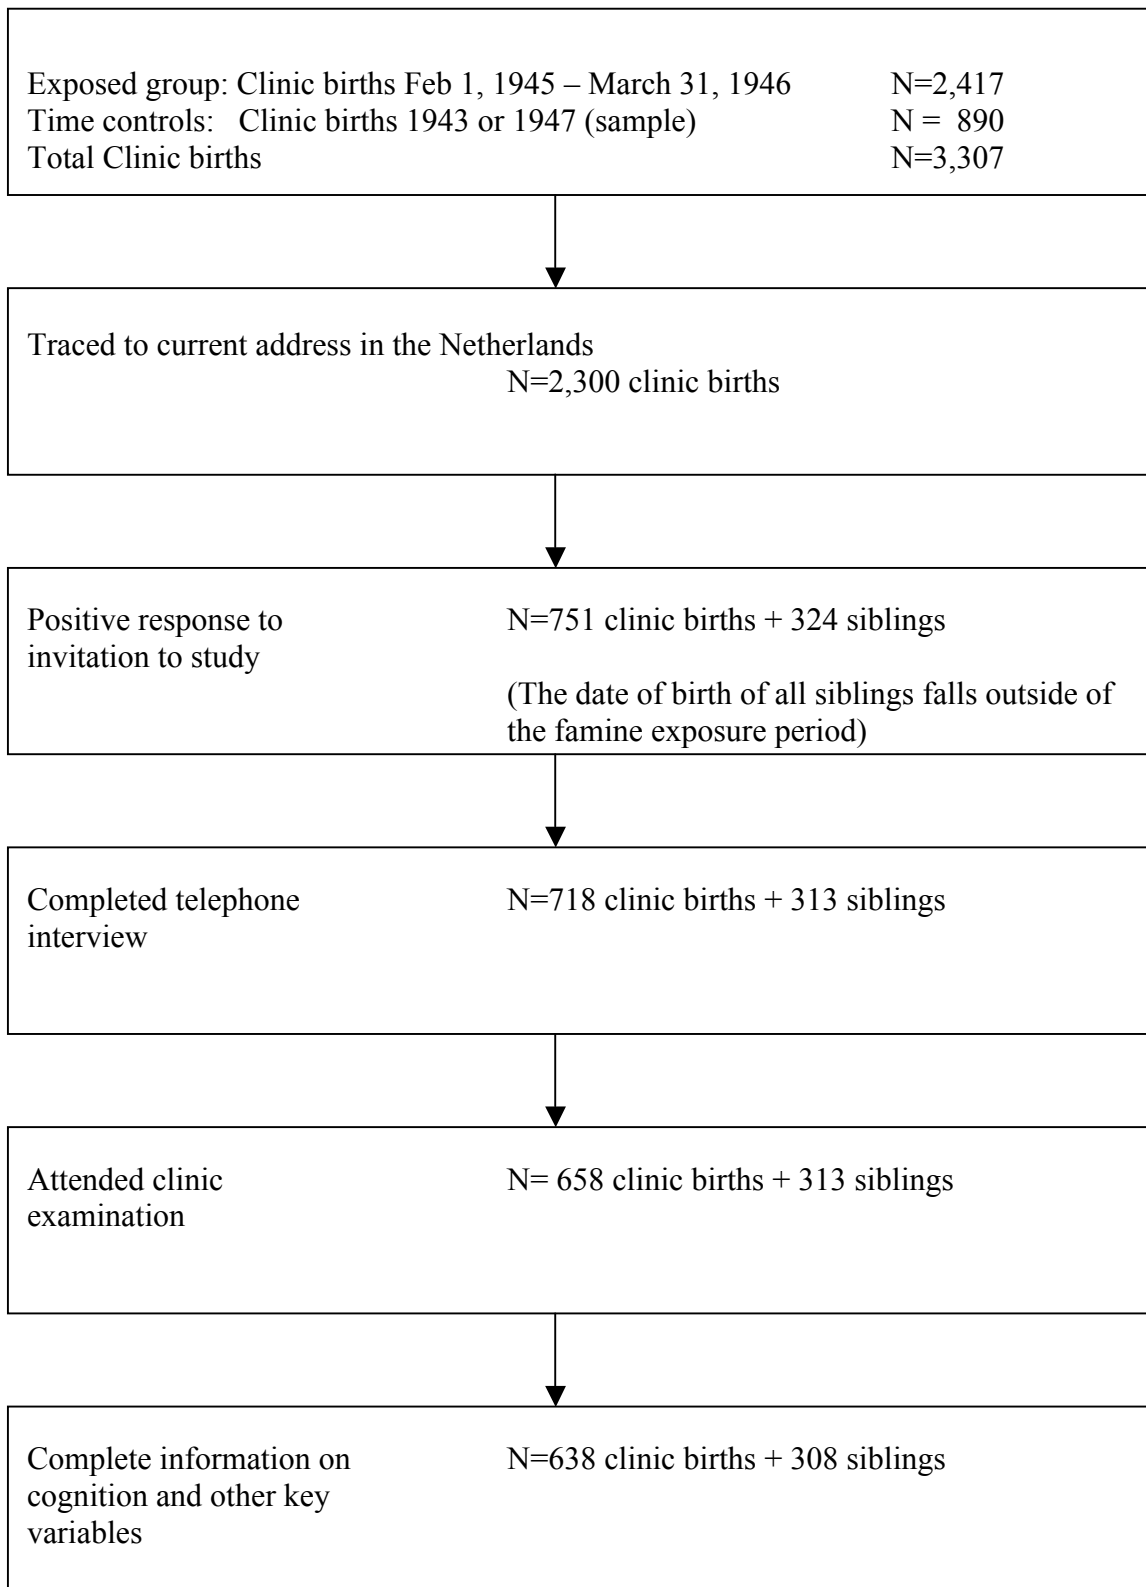 Exposed group: Clinic births Feb 1, 1945 – March 31, 1946 N=2,417
Time controls: Clinic births 1943 or 1947 (sample) N = 890
Total Clinic births N=3,307
Traced to current address in the Netherlands
N=2,300 clinic births
Positive response to N=751 clinic births + 324 siblings
invitation to study
(The date of birth of all siblings falls outside of
the famine exposure period)
Completed telephone N=718 clinic births + 313 siblings
interview
Attended clinic N= 658 clinic births + 313 siblings
examination
Complete information on N=638 clinic births + 308 siblings
cognition and other key
variables